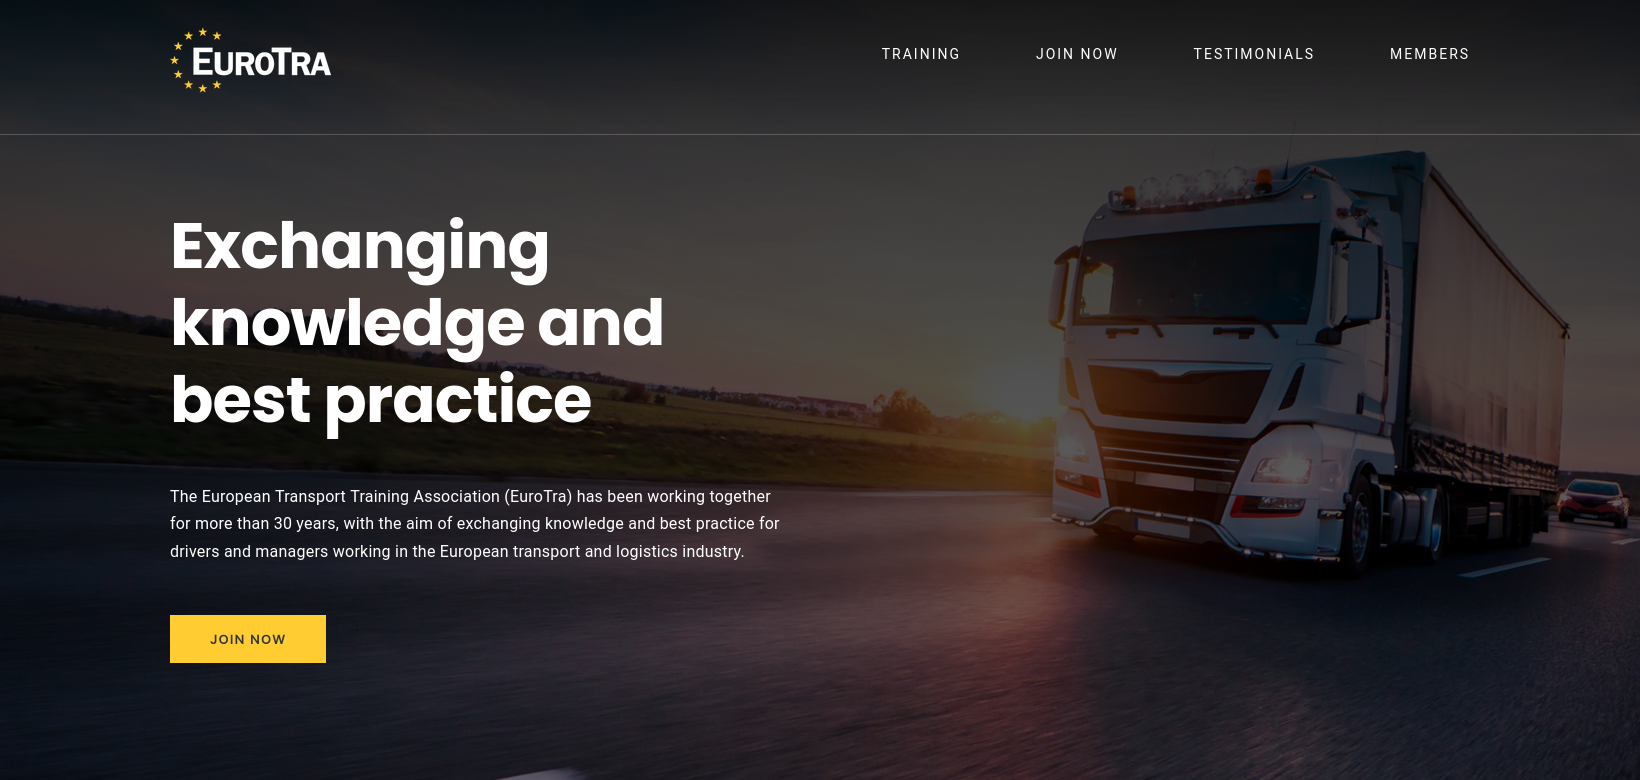 EUROTRA
TRAINING
JOIN NOW
TESTIMONIALS
MEMBERS
Exchanging
knowledge and
best practice
The European Transport Training Association (EuroTra) has been working together
for more than 30 years, with the aim of exchanging knowledge and best practice for
drivers and managers working in the European transport and logistics industry.
JOIN NOW